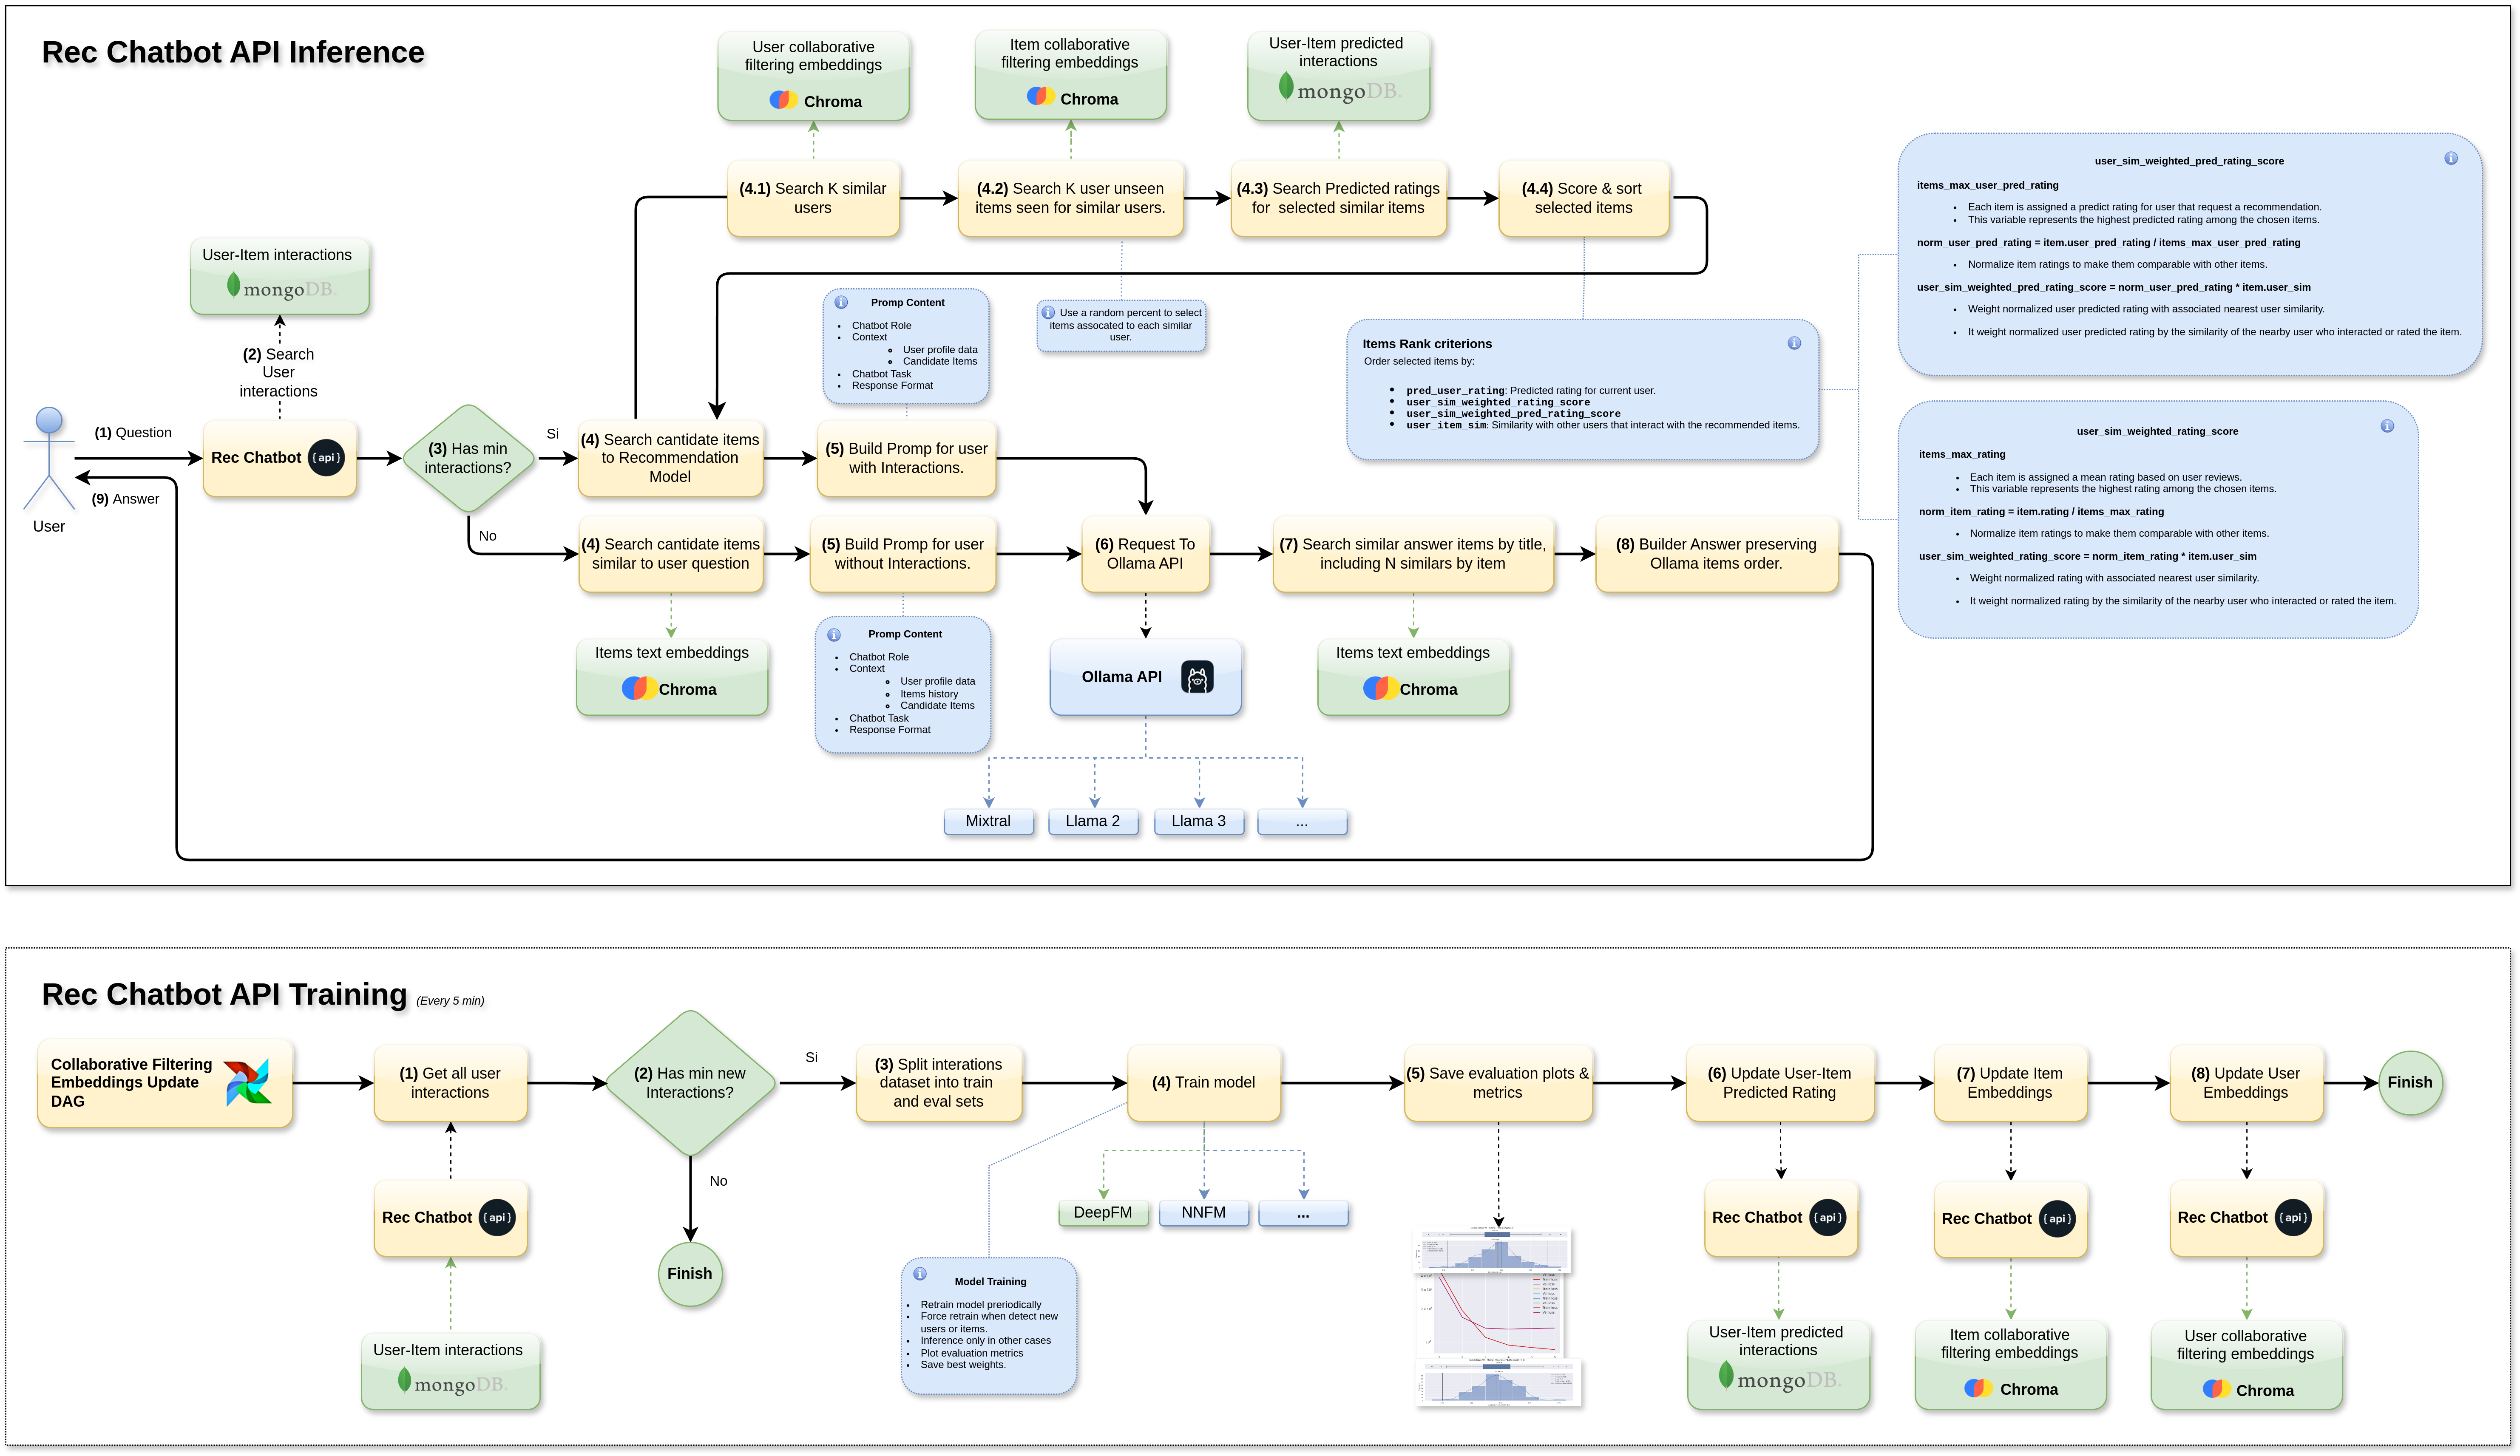 Rec Chatbot API Inference
User collaborative
filtering embeddings
Chroma
Item collaborative
filtering embeddings
Chroma
User-Item predicted
interactions
mongoDB
(4.1) Search K similar
users
(4.2) Search K user unseen
items seen for similar users.
(4.3) Search Predicted ratings
for selected similar items
(4.4) Score & sort
selected items
user_sim_weighted_pred_rating_score
items_max_user_pred_rating
• Each item is assigned a predict rating for user that request a recommendation.
• This variable represents the highest predicted rating among the chosen items.
norm_user_pred_rating = item.user_pred_rating / items_max_user_pred_rating
• Normalize item ratings to make them comparable with other items.
user_sim_weighted_pred_rating_score = norm_user_pred_rating * item.user_sim
• Weight normalized user predicted rating with associated nearest user similarity.
• It weight normalized user predicted rating by the similarity of the nearby user who interacted or rated the item.
User-Item interactions
mongoDB
(2) Search
User
interactions
Promp Content
• Chatbot Role
• Context
User profile data
Candidate Items
• Chatbot Task
• Response Format
Use a random percent to select
items assocated to each similar
user.
Items Rank criterions
Order selected items by:
• pred_user_rating: Predicted rating for current user.
• user_sim_weighted_rating_score
• user_sim_weighted_pred_rating_score
• user_item_sim: Similarity with other users that interact with the recommended items.
user_sim_weighted_rating_score
items_max_rating
• Each item is assigned a mean rating based on user reviews.
• This variable represents the highest rating among the chosen items.
norm_item_rating = item.rating / items_max_rating
• Normalize item ratings to make them comparable with other items.
user_sim_weighted_rating_score = norm_item_rating * item.user_sim
• Weight normalized rating with associated nearest user similarity.
• It weight normalized rating by the similarity of the nearby user who interacted or rated the item.
User
(1) Question
(9) Answer
Rec Chatbot
{api}
(3) Has min
interactions?
Si
No
(4) Search cantidate items
to Recommendation
Model
(5) Build Promp for user
with Interactions.
(4) Search cantidate items
similar to user question
(5) Build Promp for user
without Interactions.
(6) Request To
Ollama API
(7) Search similar answer items by title,
including N similars by item
(8) Builder Answer preserving
Ollama items order.
Items text embeddings
Chroma
Promp Content
• Chatbot Role
• Context
User profile data
Items history
Candidate Items
• Chatbot Task
• Response Format
Ollama API
Items text embeddings
Chroma
Mixtral
Llama 2
Llama 3
...
Rec Chatbot API Training (Every 5 min)
Collaborative Filtering
Embeddings Update
DAG
(1) Get all user
interactions
(2) Has min new
Interactions?
Si
No
Finish
(3) Split interations
dataset into train
and eval sets
(4) Train model
(5) Save evaluation plots &
metrics
(6) Update User-Item
Predicted Rating
(7) Update Item
Embeddings
(8) Update User
Embeddings
Finish
Rec Chatbot
{api}
User-Item interactions
mongoDB
DeepFM
NNFM
...
Model Training
• Retrain model preriodically
• Force retrain when detect new
users or items.
• Inference only in other cases
• Plot evaluation metrics
• Save best weights.
Rec Chatbot
{api}
Rec Chatbot
{api}
Rec Chatbot
{api}
User-Item predicted
interactions
mongoDB
Item collaborative
filtering embeddings
Chroma
User collaborative
filtering embeddings
Chroma